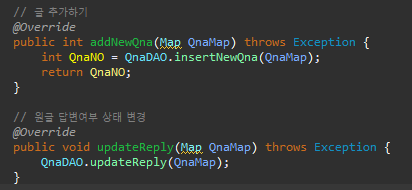 // 글 추가하기
@Override
public int addNewQna(Map QnaMap) throws Exception {
int QnaNO = QnaDAO.insertNewQna(QnaMap);
return QnaNO;
}
// 원글 답변여부 상태 변경
@Override
public void updateReply(Map QnaMap) throws Exception {
QnaDAO.updateReply(QnaMap);
}